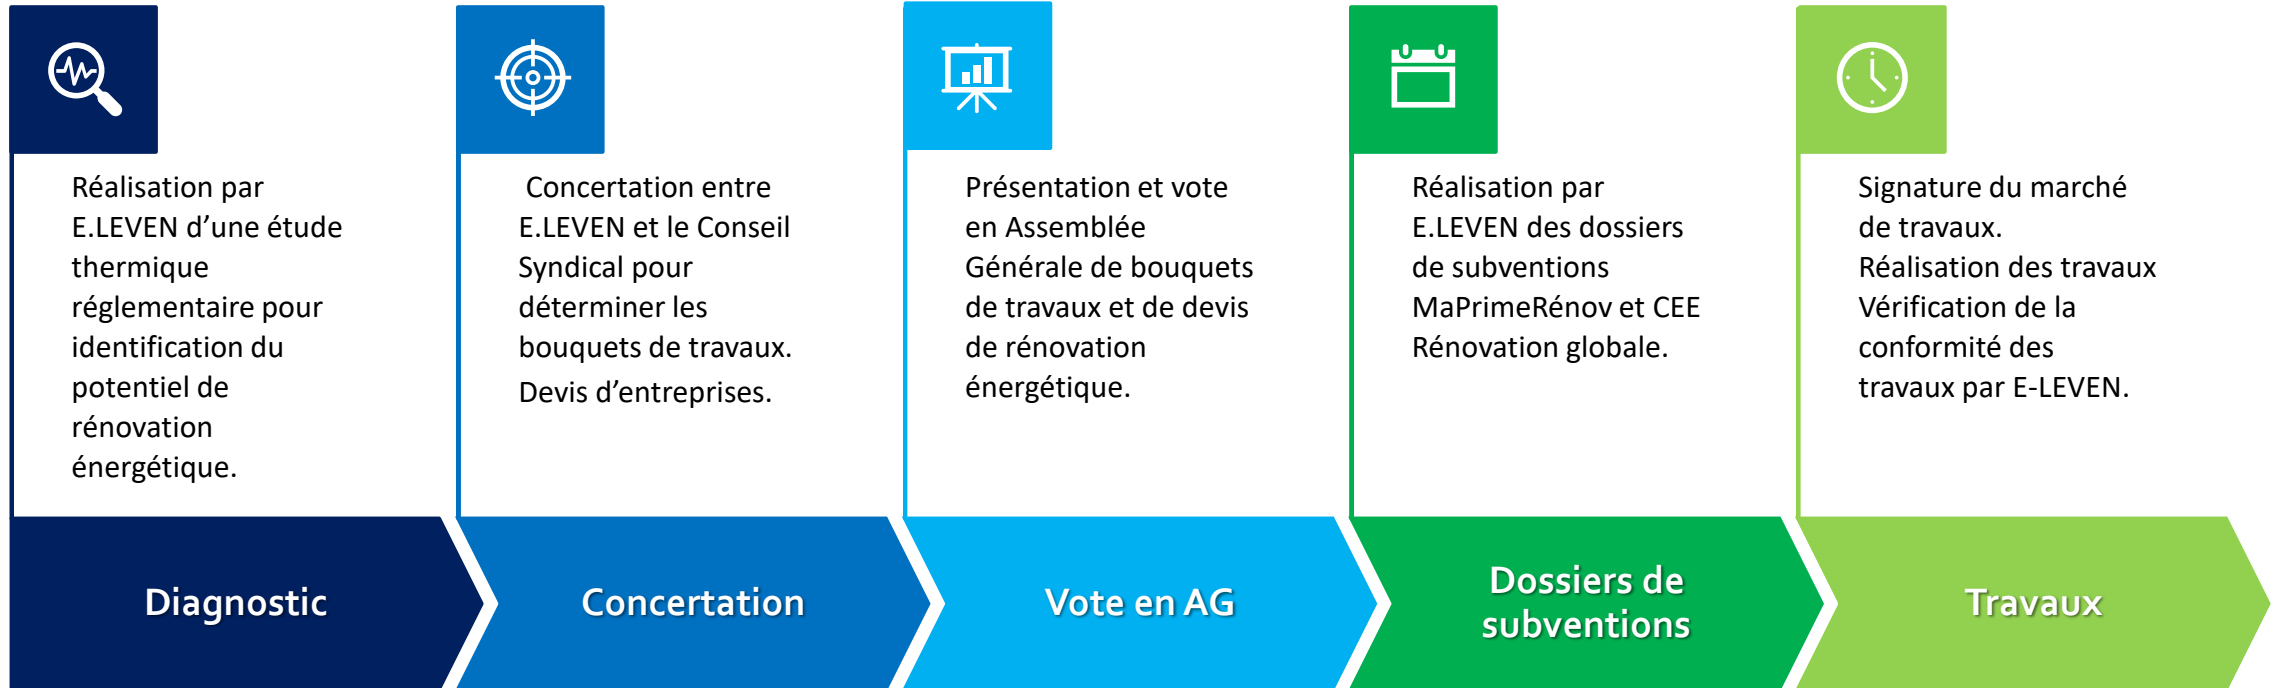 Réalisation par
E.LEVEN d’une étude
thermique
réglementaire pour
identification du
potentiel de
rénovation
énergétique.
Diagnostic
Concertation entre
E.LEVEN et le Conseil
Syndical pour
déterminer les
bouquets de travaux.
Devis d’entreprises.
Concertation
Présentation et vote
en Assemblée
Générale de bouquets
de travaux et de devis
de rénovation
énergétique.
Vote en AG
Réalisation par
E.LEVEN des dossiers
de subventions
MaPrimeRénov et CEE
Rénovation globale.
Dossiers de
subventions
Signature du marché
de travaux.
Réalisation des travaux
Vérification de la
conformité des
travaux par E-LEVEN.
Travaux